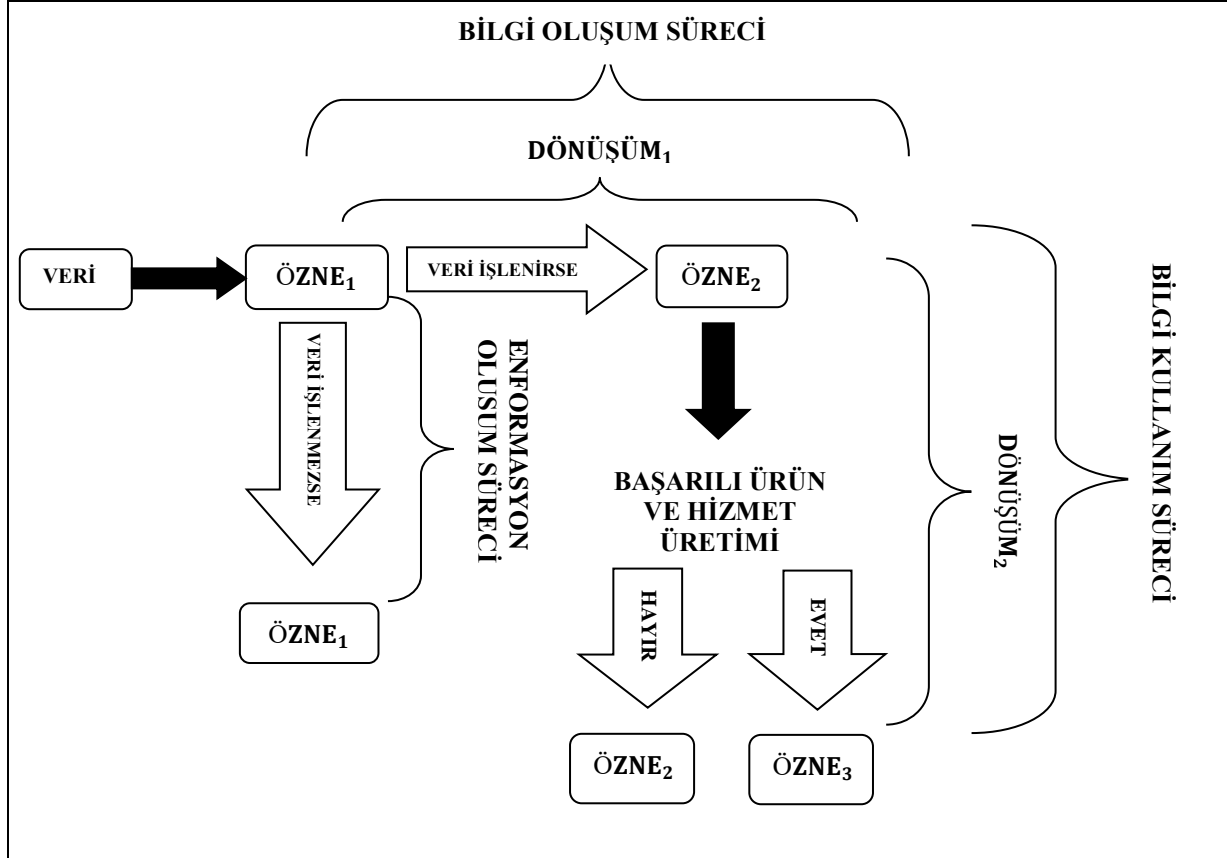 BİLGİ OLUŞUM SÜRECİ
DÖNÜŞÜM₁
VERİ
ÖZNE₁
VERİ İŞLENİRSE
ÖZNE₂
VERİ İŞLENMEZSE
ENFORMASYON
OLUSUM SÜRECİ
ÖZNE₁
BAŞARILI ÜRÜN
VE HİZMET
ÜRETİMİ
HAYIR
EVET
ÖZNE₂
ÖZNE₃
DÖNÜŞÜM₂
BİLGİ KULLANIM SÜRECİ